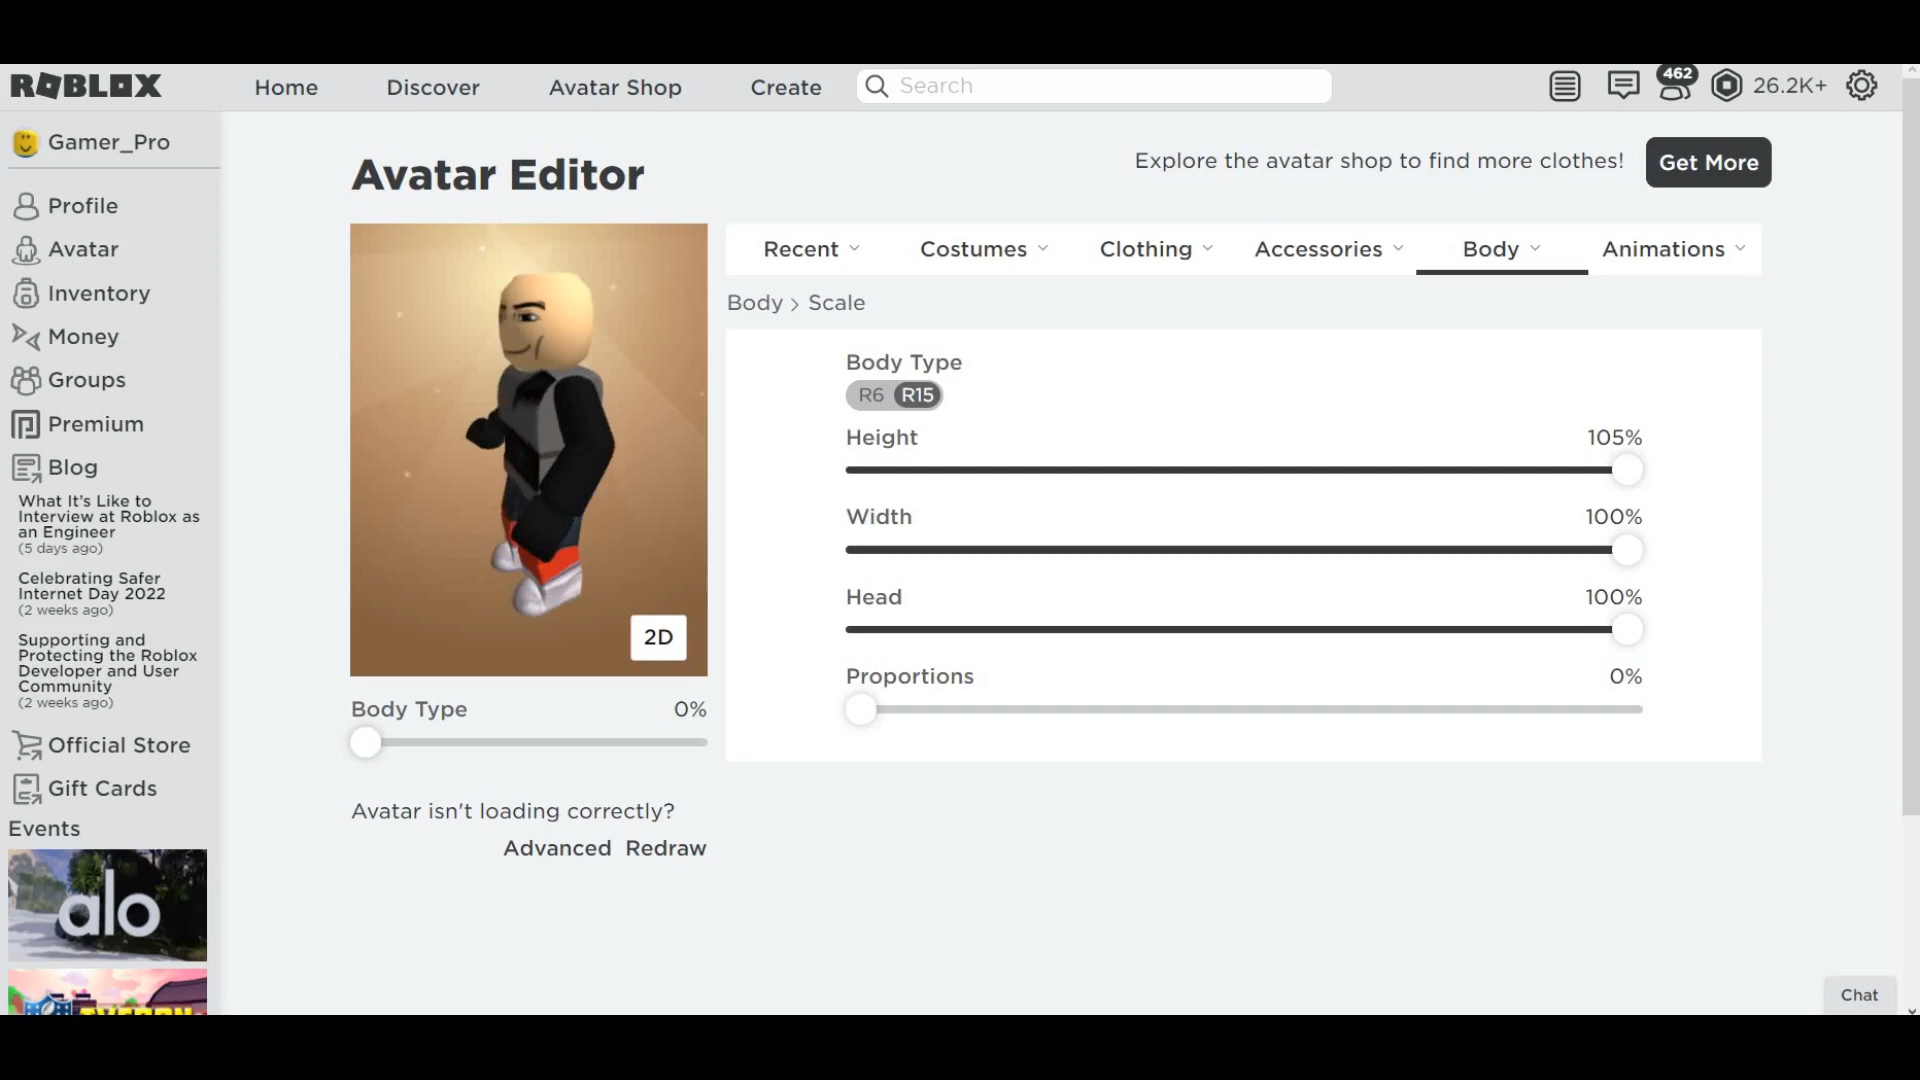 ROBLOX
Home
Discover
Avatar Shop
Create
Search
462
26.2K+
Gamer_Pro
Profile
Avatar
Inventory
Money
Groups
Premium
Blog
What It's Like to
Interview at Roblox as
an Engineer
(5 days ago)
Celebrating Safer
Internet Day 2022
(2 weeks ago)
Supporting and
Protecting the Roblox
Developer and User
Community
(2 weeks ago)
Official Store
Gift Cards
Events
alo
Avatar Editor
Explore the avatar shop to find more clothes!
Get More
2D
Body Type 0%
Avatar isn't loading correctly?
Advanced Redraw
Recent
Costumes
Clothing
Accessories
Body
Animations
Body > Scale
Body Type
R6 R15
Height 105%
Width 100%
Head 100%
Proportions 0%
Chat